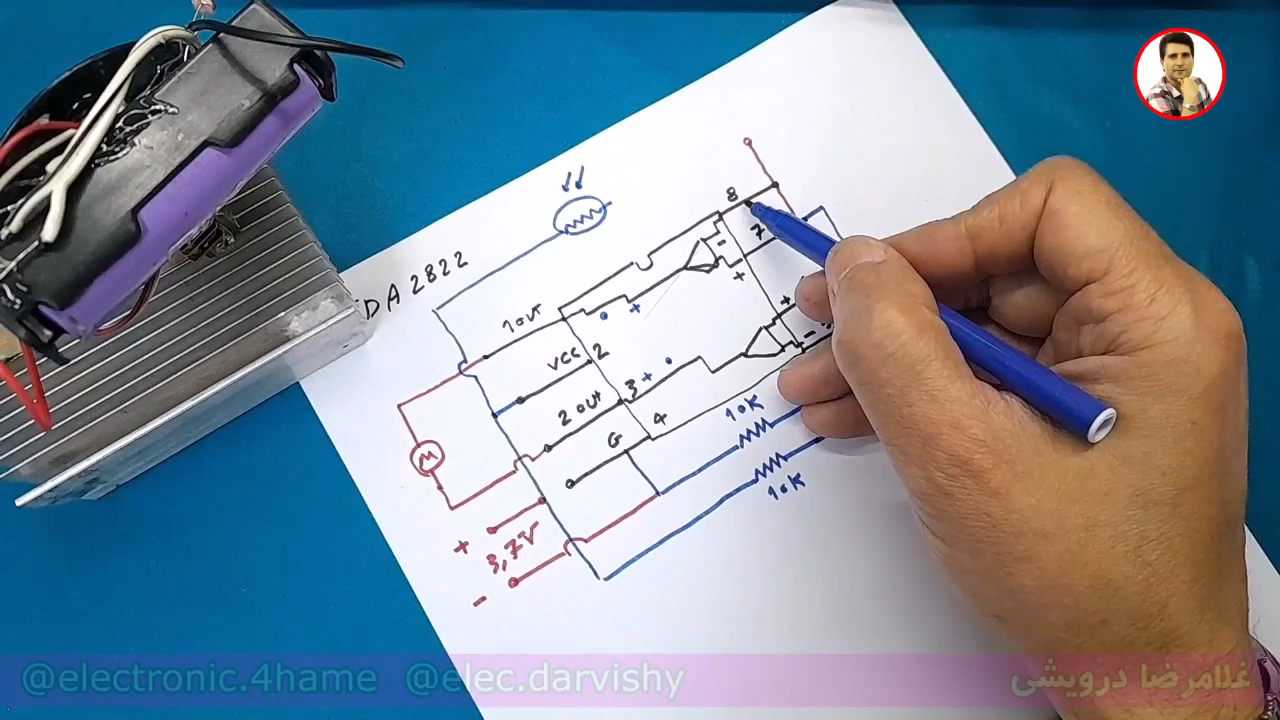 TDA 2822
8
7
1 out
-
+
vcc 2
+
+
2 out
3 +
-
G
4
10K
10K
M
+
3,7V
-
@electronic.4hame @elec.darvishy
غلامرضا درویشی